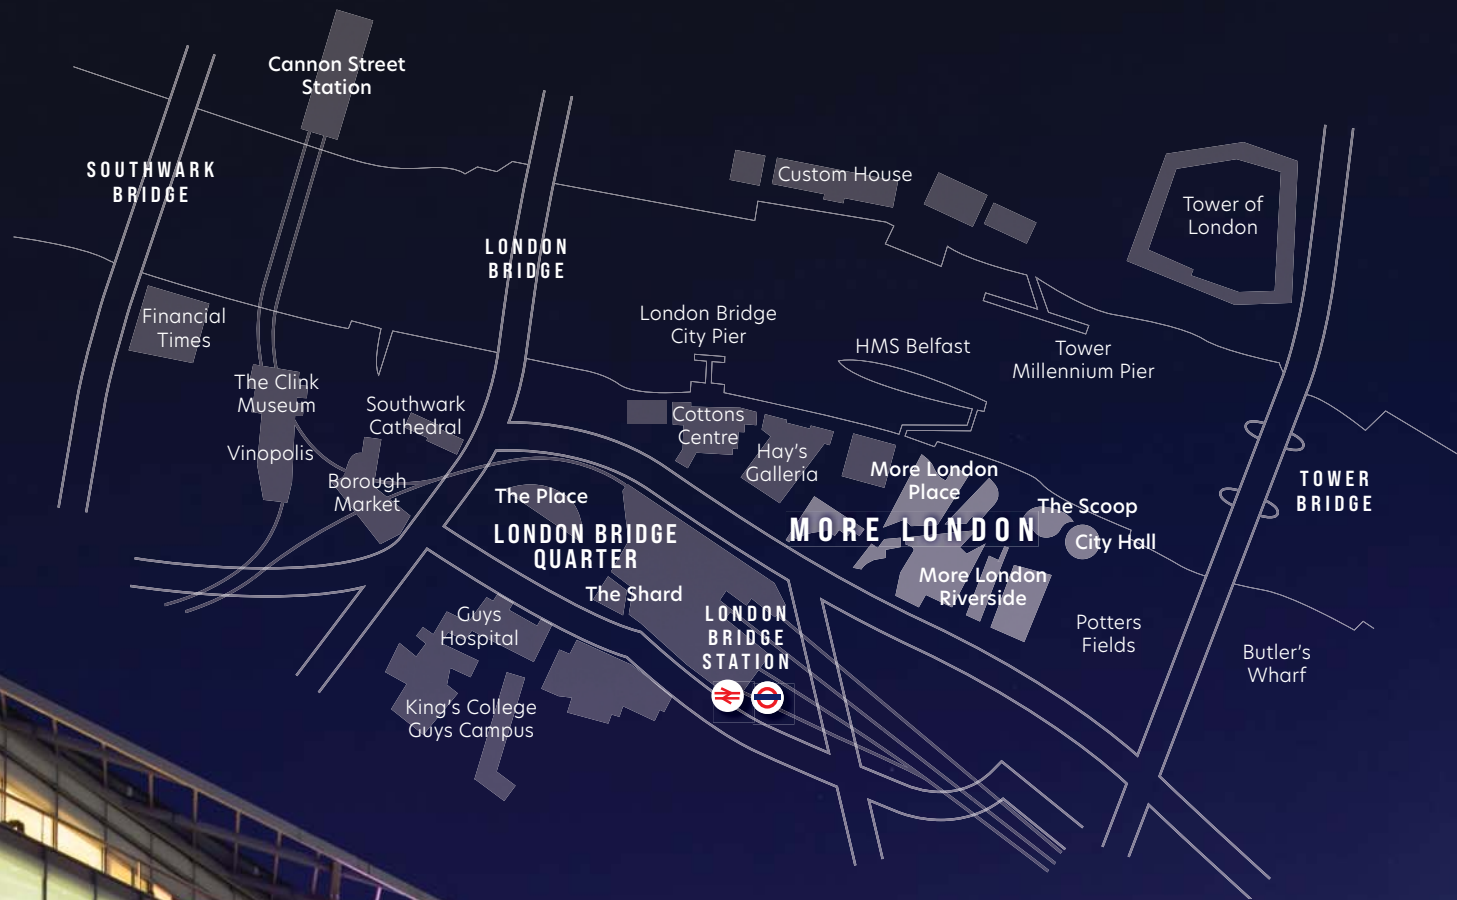 Cannon Street
Station
SOUTHWARK
BRIDGE
Custom House
Tower of
London
LONDON
BRIDGE
Financial
Times
London Bridge
City Pier
HMS Belfast
Tower
Millennium Pier
The Clink
Museum
Southwark
Cathedral
Cottons
Centre
Vinopolis
Hay's
Galleria
Borough
Market
More London
Place
The Place
The Scoop
TOWER
BRIDGE
LONDON BRIDGE
QUARTER
MORE LONDON
City Hall
The Shard
More London
Riverside
Guys
Hospital
LONDON
BRIDGE
STATION
Potters
Fields
Butler's
Wharf
King's College
Guys Campus